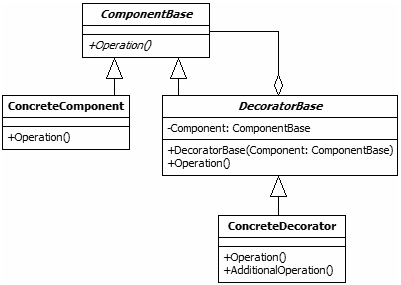 ComponentBase
+Operation()
ConcreteComponent
+Operation()
DecoratorBase
-Component: ComponentBase
+DecoratorBase(Component: ComponentBase)
+Operation()
ConcreteDecorator
+Operation()
+AdditionalOperation()